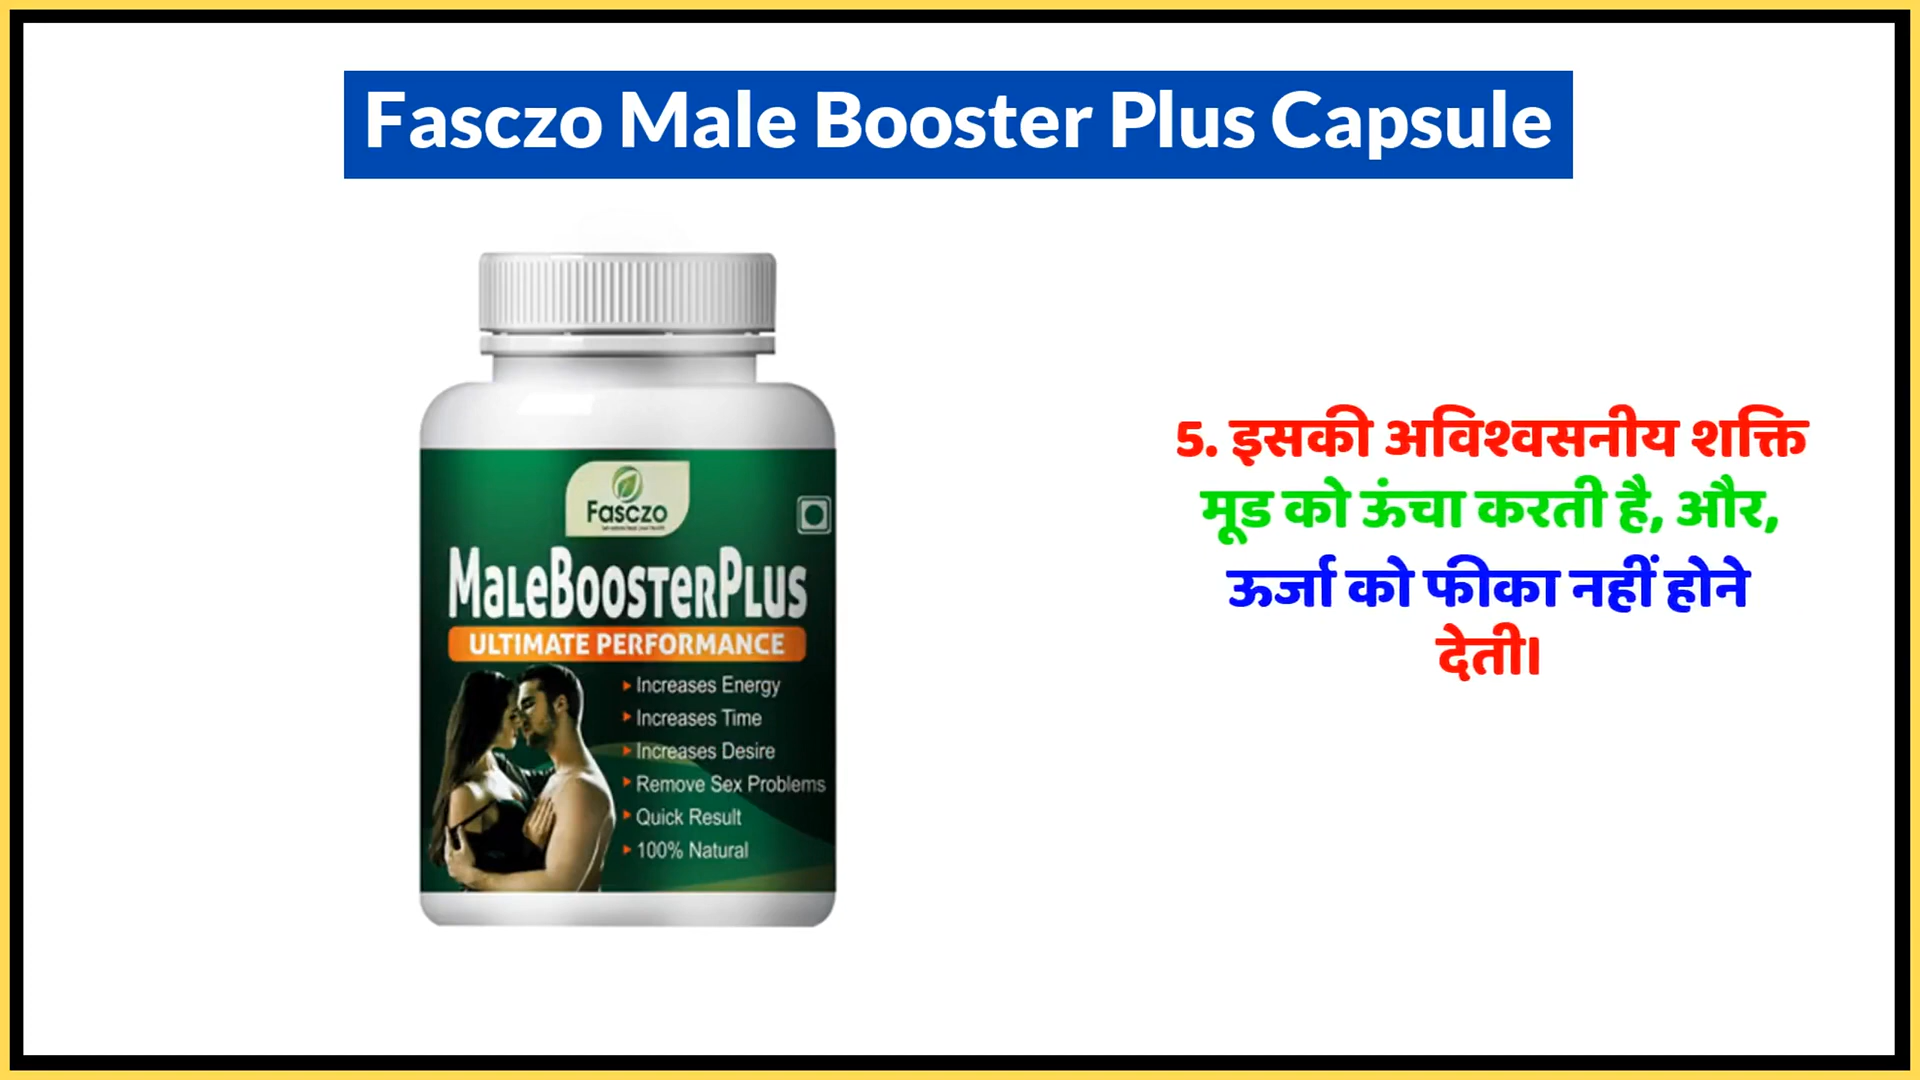 Fasczo Male Booster Plus Capsule
Fasczo
MaleBoosterPlus
ULTIMATE PERFORMANCE
Increases Energy
Increases Time
Increases Desire
Remove Sex Problems
Quick Result
100% Natural
5. इसकी अविश्वसनीय शक्ति
मूड को ऊंचा करती है, और,
ऊर्जा को फीका नहीं होने
देती।